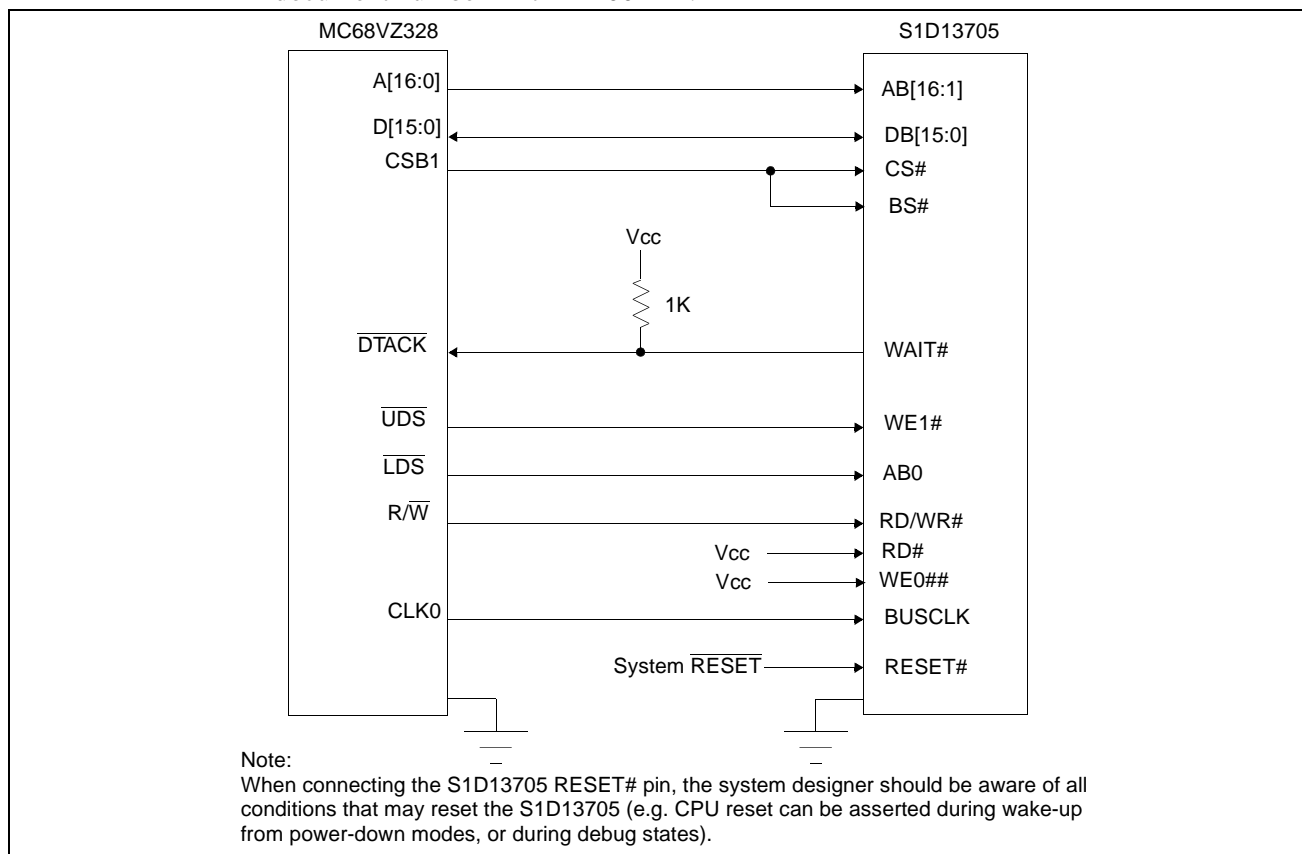 MC68VZ328
S1D13705
A[16:0]
AB[16:1]
D[15:0]
DB[15:0]
CSB1
CS#
BS#
Vcc
1K
DTACK
WAIT#
UDS
WE1#
LDS
AB0
R/W
RD/WR#
Vcc
RD#
Vcc
WE0##
CLK0
BUSCLK
System RESET
RESET#
Note:
When connecting the S1D13705 RESET# pin, the system designer should be aware of all
conditions that may reset the S1D13705 (e.g. CPU reset can be asserted during wake-up
from power-down modes, or during debug states).